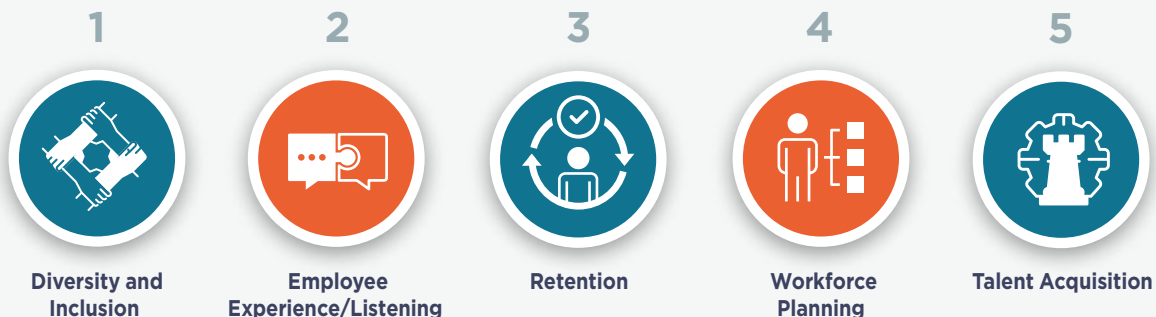 1
2
3
4
5
Diversity and
Inclusion
Employee
Experience/Listening
Retention
Workforce
Planning
Talent Acquisition